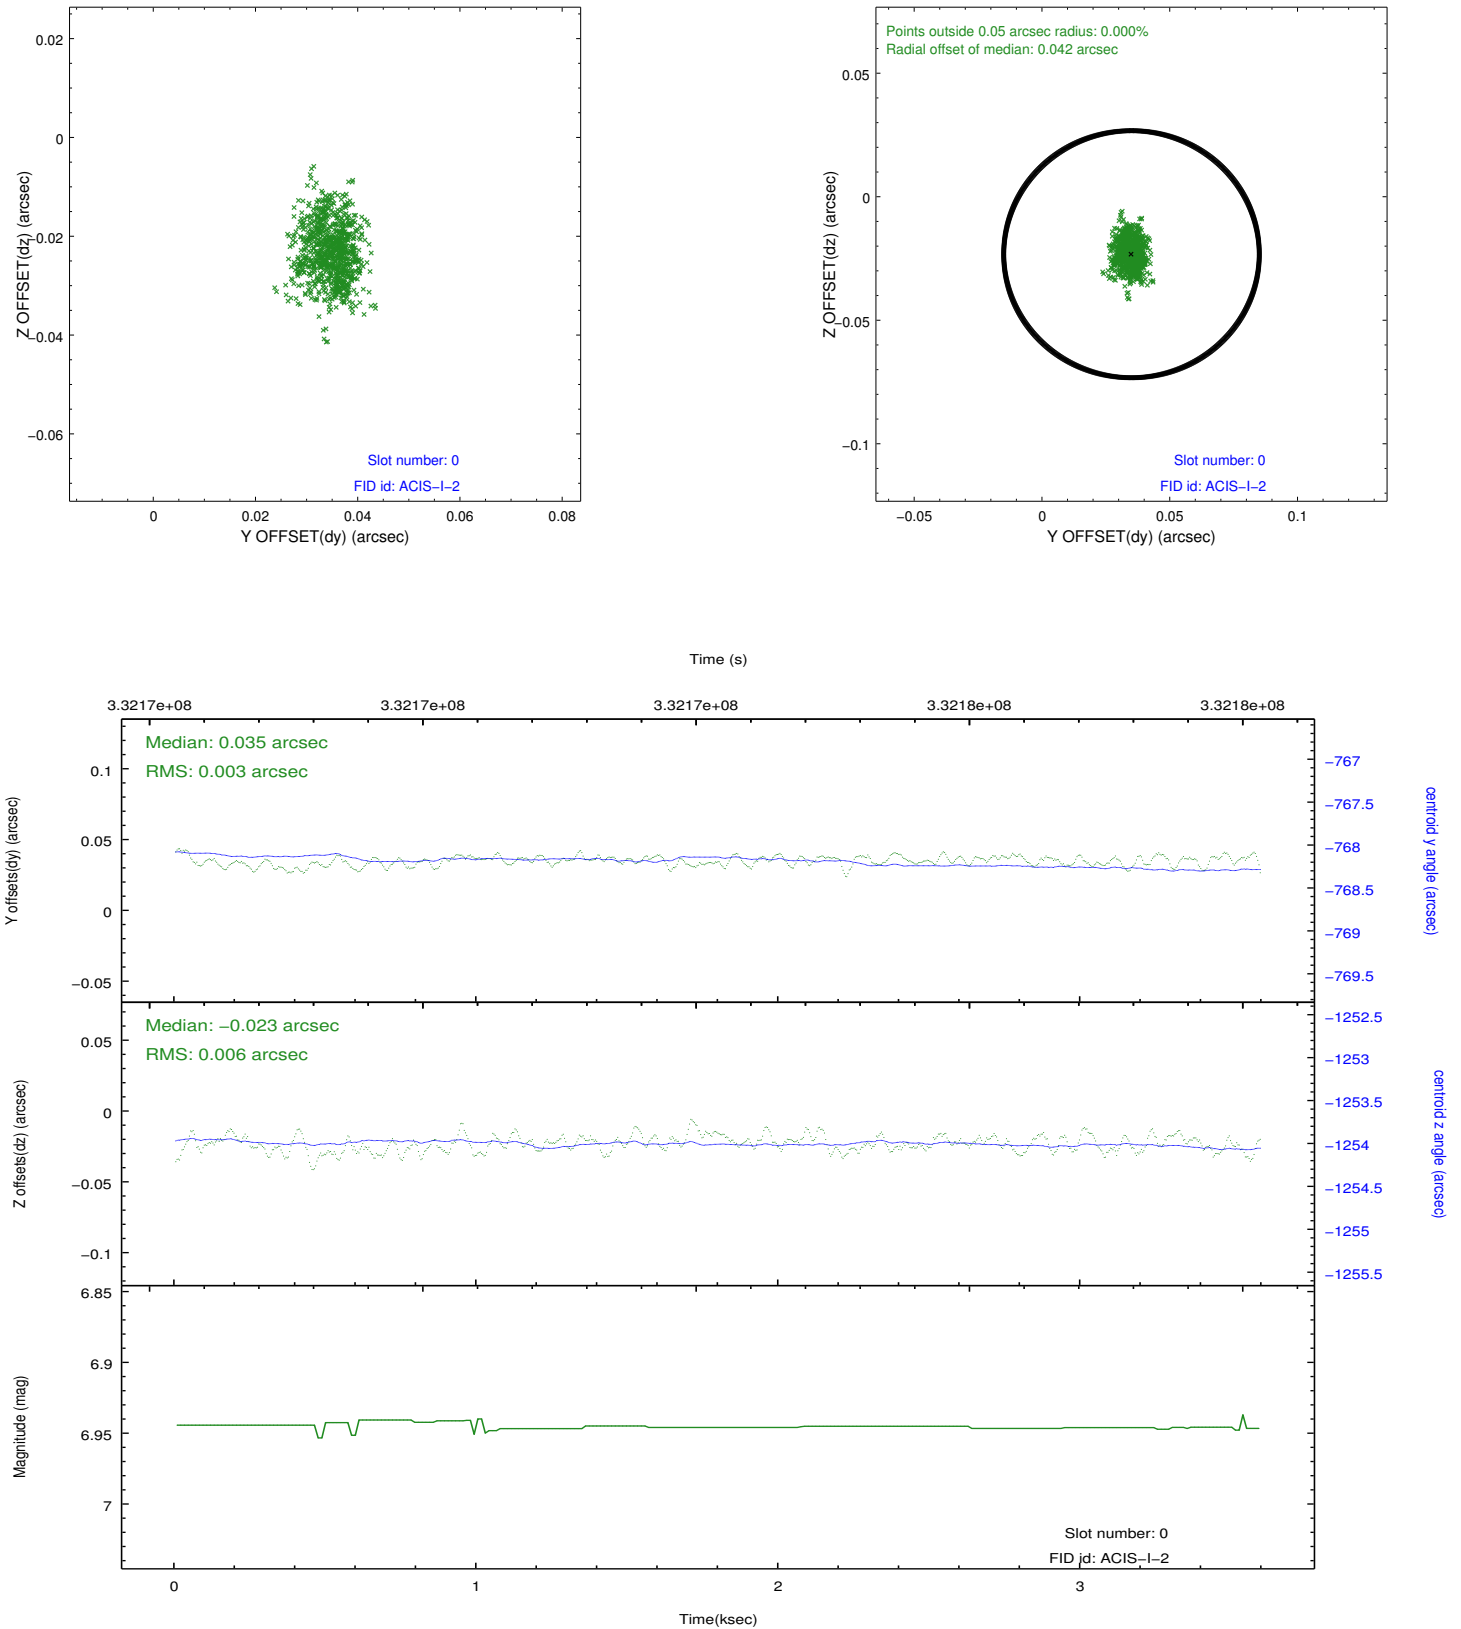 0.02
0
−0.02
−0.04
−0.06
Z OFFSET(dz) (arcsec)
Slot number: 0
FID id: ACIS−I−2
0 0.02 0.04 0.06 0.08
Y OFFSET(dy) (arcsec)
Points outside 0.05 arcsec radius: 0.000%
Radial offset of median: 0.042 arcsec
0.05
0
−0.05
−0.1
Z OFFSET(dz) (arcsec)
Slot number: 0
FID id: ACIS−I−2
−0.05 0 0.05 0.1
Y OFFSET(dy) (arcsec)
Time (s)
3.3217e+08 3.3217e+08 3.3217e+08 3.3218e+08 3.3218e+08
Median: 0.035 arcsec
RMS: 0.003 arcsec
0.1
0.05
0
−0.05
Y offsets(dy) (arcsec)
−767
−767.5
−768
−768.5
−769
−769.5
centroid y angle (arcsec)
Median: −0.023 arcsec
RMS: 0.006 arcsec
0.05
0
−0.05
−0.1
Z offsets(dz) (arcsec)
−1252.5
−1253
−1253.5
−1254
−1254.5
−1255
−1255.5
centroid z angle (arcsec)
6.85
6.9
6.95
7
Magnitude (mag)
Slot number: 0
FID id: ACIS−I−2
0 1 2 3
Time(ksec)